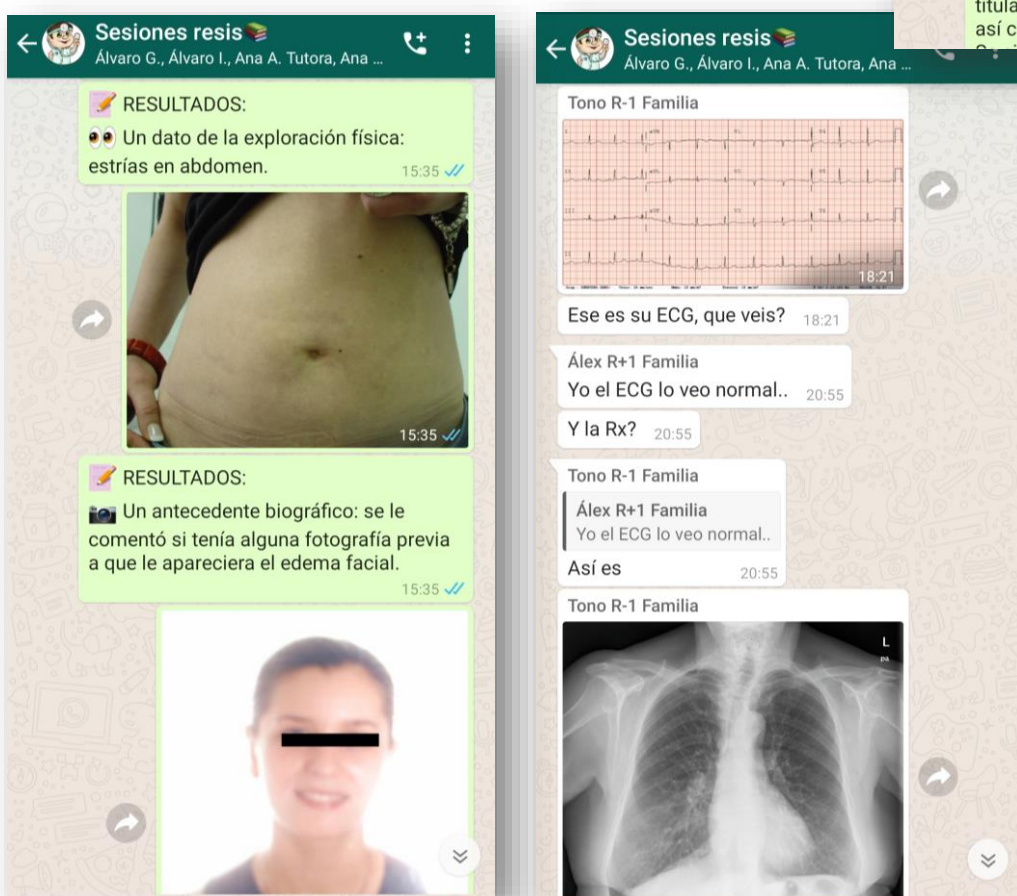 Sesiones resis
Álvaro G., Álvaro I., Ana A. Tutora, Ana ...
RESULTADOS:
Un dato de la exploración física:
estrías en abdomen.
15:35
15:35
RESULTADOS:
Un antecedente biográfico: se le
comentó si tenía alguna fotografía previa
a que le apareciera el edema facial.
15:35
titula
así c
Sesiones resis
Álvaro G., Álvaro I., Ana A. Tutora, Ana ...
Tono R-1 Familia
18:21
Ese es su ECG, que veis? 18:21
Álex R+1 Familia
Yo el ECG lo veo normal.. 20:55
Y la Rx? 20:55
Tono R-1 Familia
Álex R+1 Familia
Yo el ECG lo veo normal..
Así es 20:55
Tono R-1 Familia
L
PA